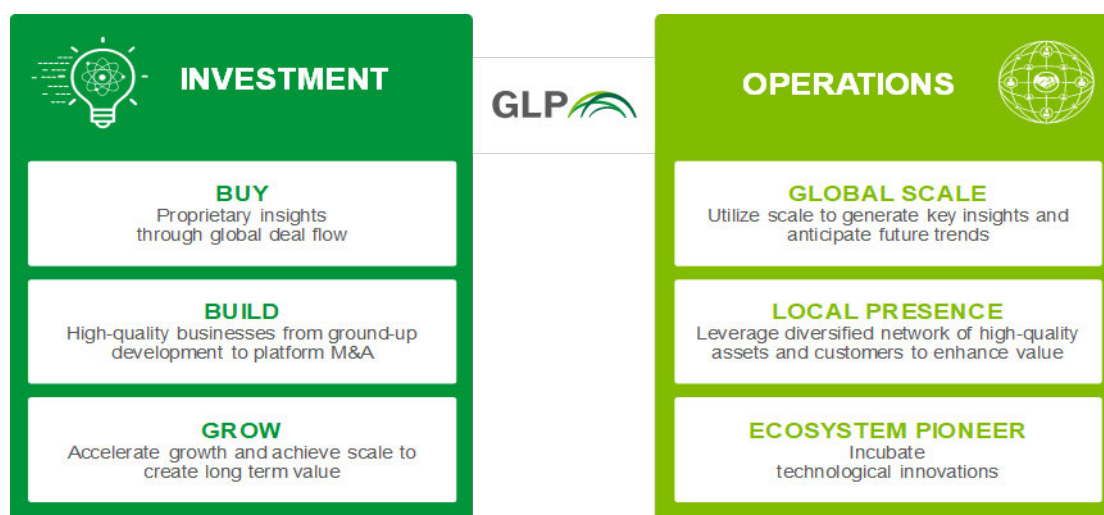 INVESTMENT
BUY
Proprietary insights
through global deal flow
BUILD
High-quality businesses from ground-up
development to platform M&A
GROW
Accelerate growth and achieve scale to
create long term value
GLP
OPERATIONS
GLOBAL SCALE
Utilize scale to generate key insights and
anticipate future trends
LOCAL PRESENCE
Leverage diversified network of high-quality
assets and customers to enhance value
ECOSYSTEM PIONEER
Incubate
technological innovations